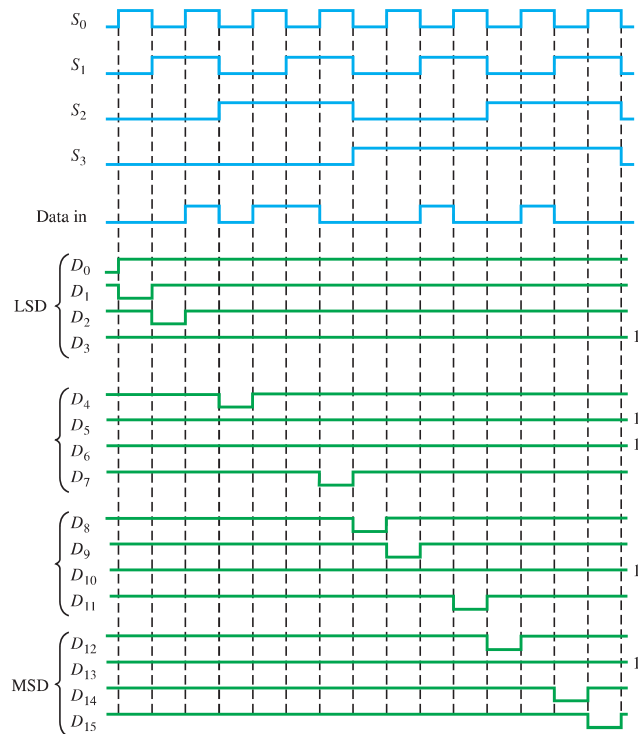 S0
S1
S2
S3
Data in
D0
D1
LSD
D2
D3 1
D4
D5 1
D6 1
D7
D8
D9
D10 1
D11
D12
D13 1
MSD
D14
D15